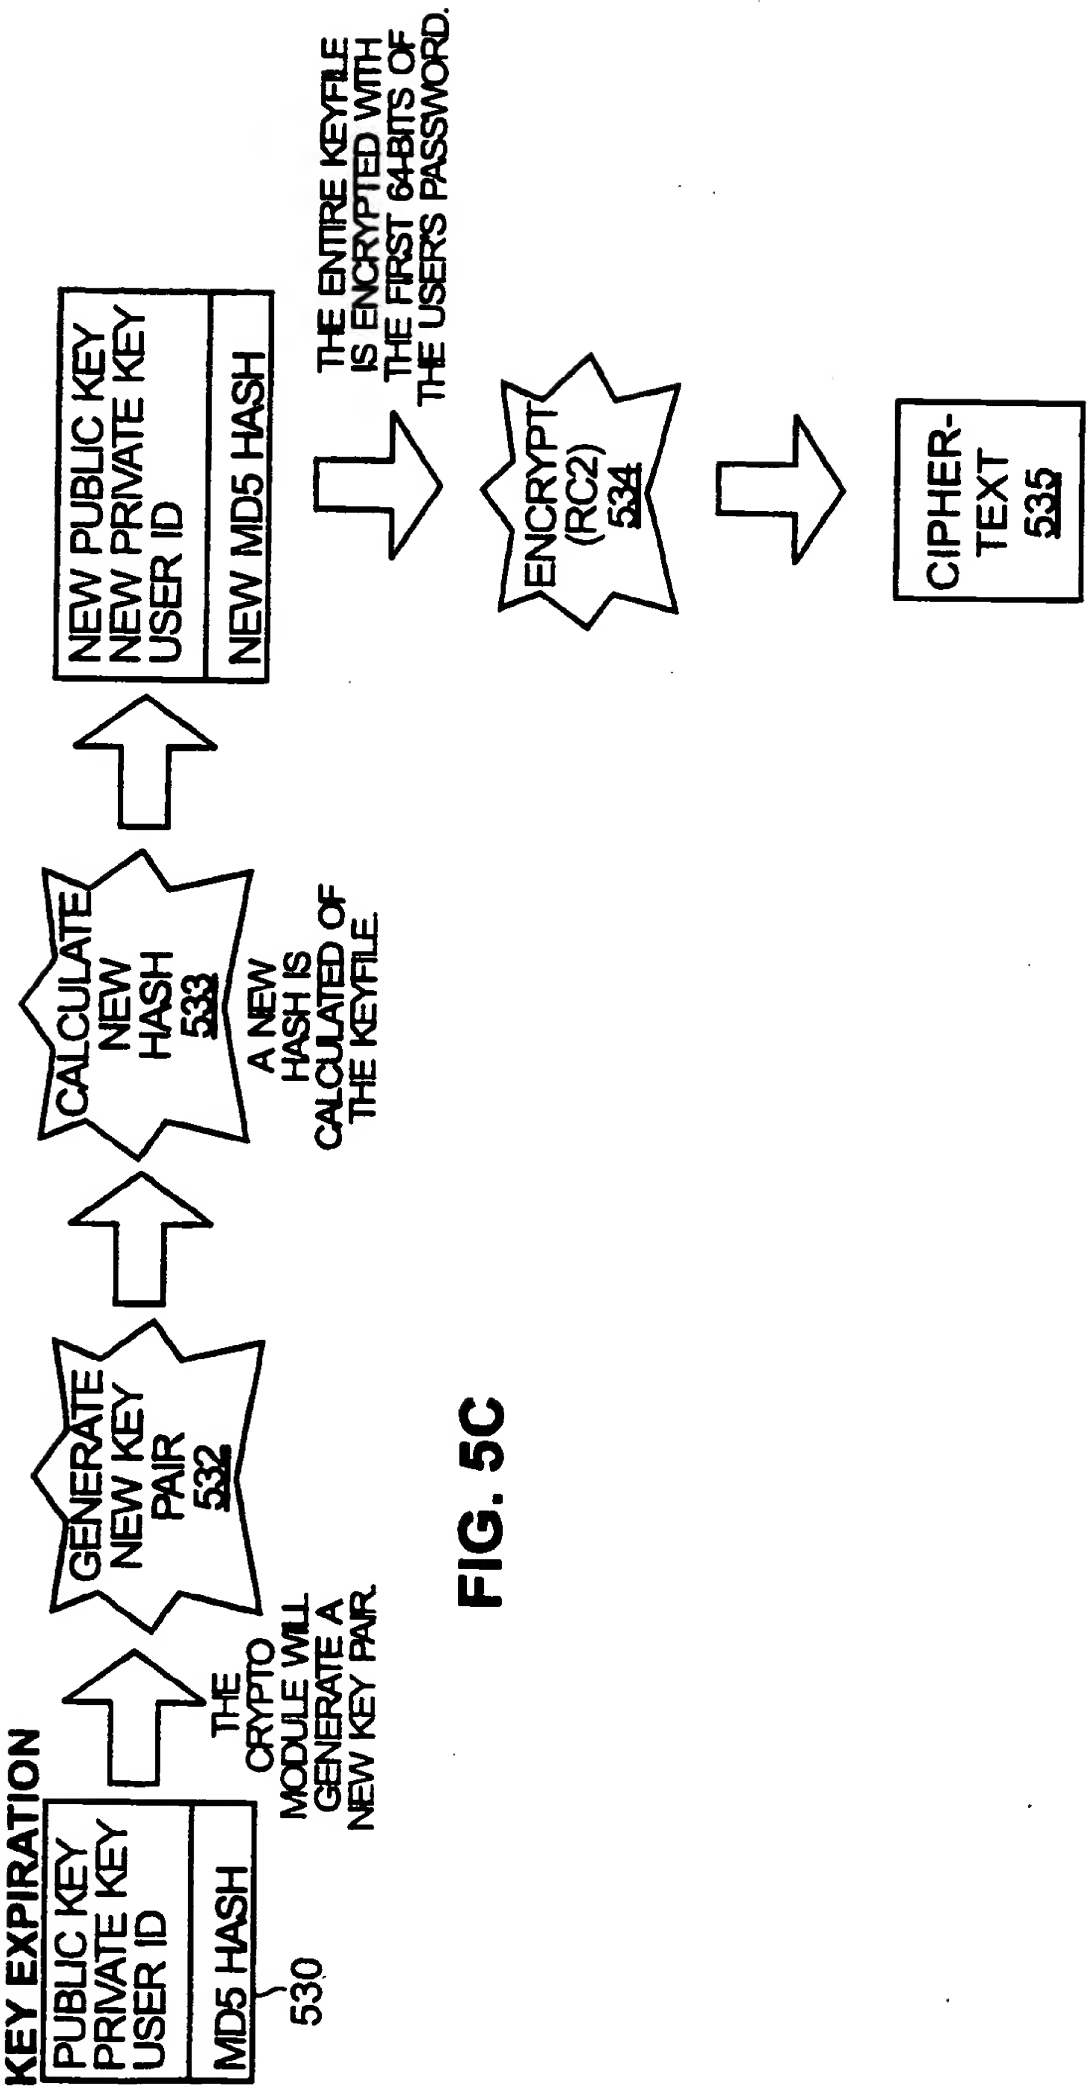 KEY EXPIRATION
PUBLIC KEY
PRIVATE KEY
USER ID
MD5 HASH
530
THE
CRYPTO
MODULE WILL
GENERATE A
NEW KEY PAIR.
GENERATE
NEW KEY
PAIR
532
CALCULATE
NEW
HASH
533
A NEW
HASH IS
CALCULATED OF
THE KEYFILE.
NEW PUBLIC KEY
NEW PRIVATE KEY
USER ID
NEW MD5 HASH
THE ENTIRE KEYFILE
IS ENCRYPTED WITH
THE FIRST 64-BITS OF
THE USER'S PASSWORD.
ENCRYPT
(RC2)
534
CIPHER-
TEXT
535
FIG. 5C